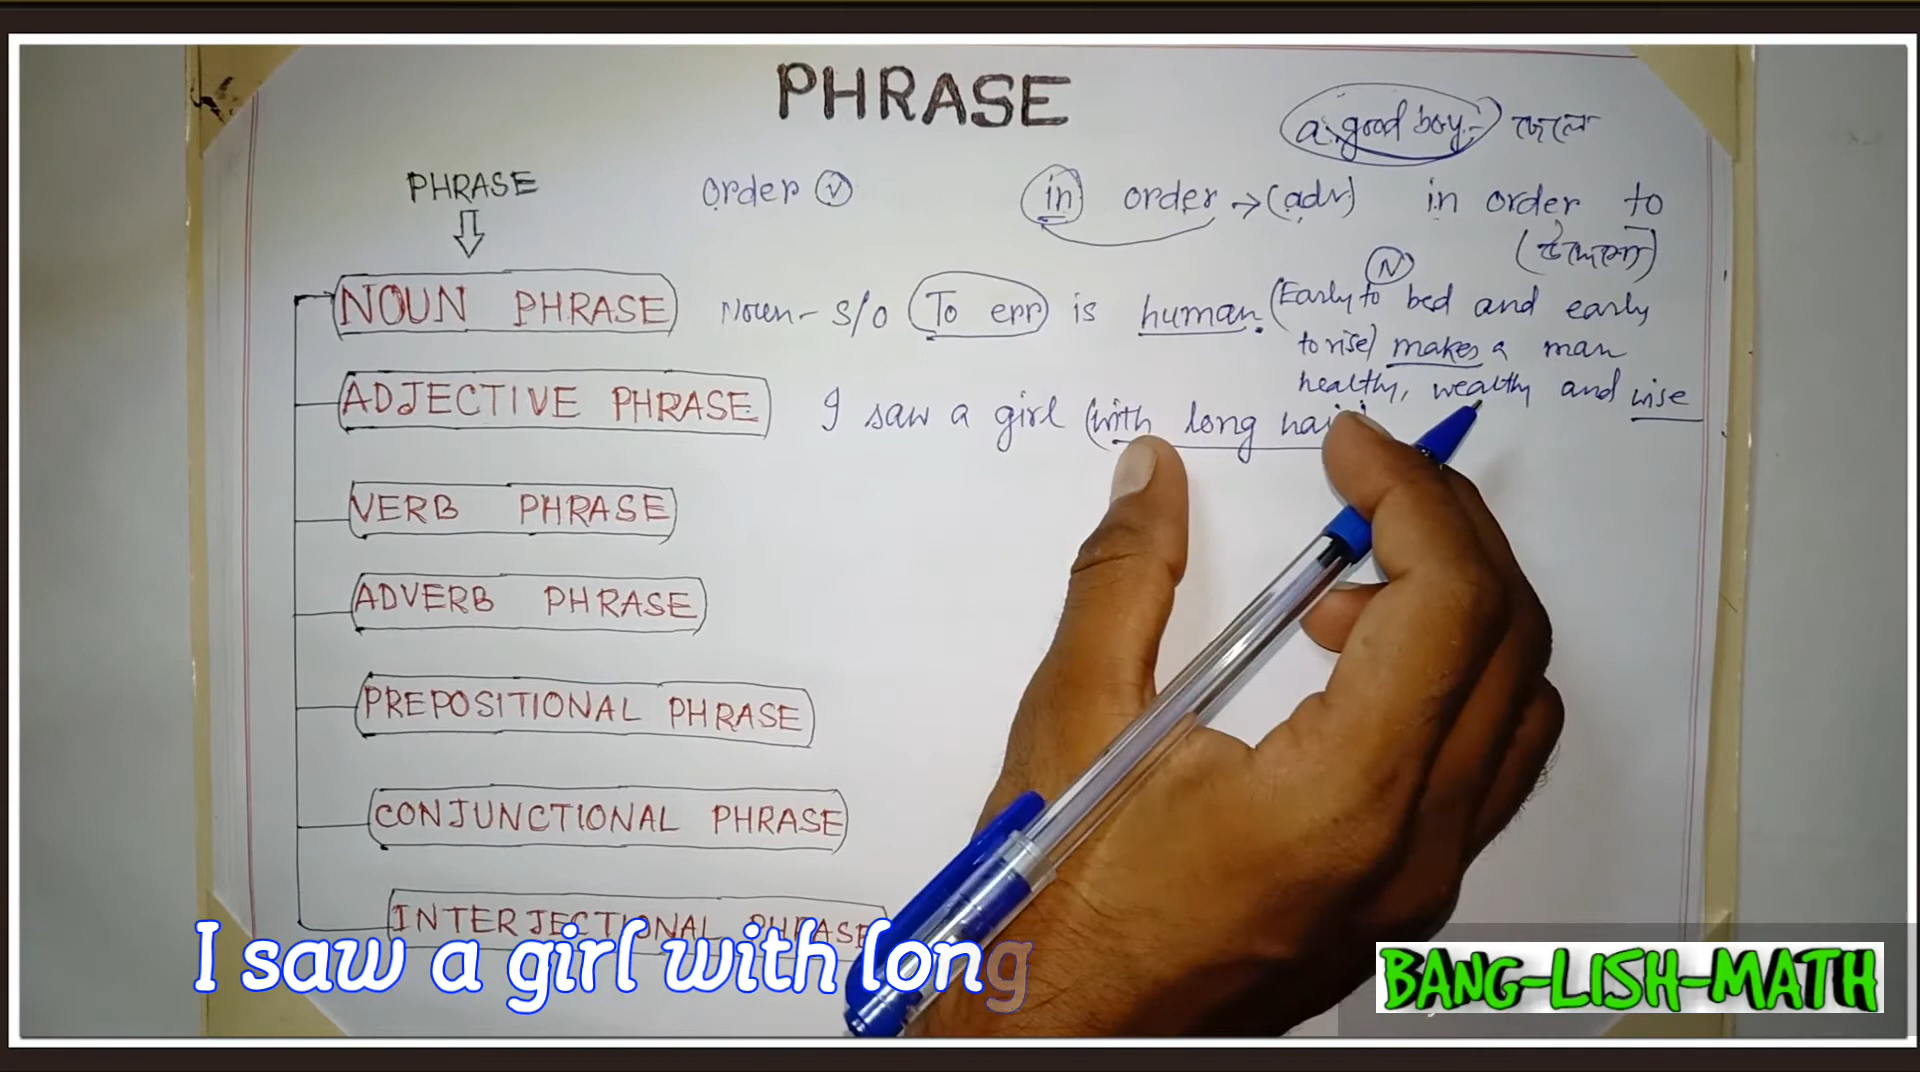 PHRASE
a good boy - ছেলে
PHRASE
order
in order → (adv)
in order to
NOUN PHRASE
Noun - S/O (To err) is human.
N
(Early to bed and early
to rise) makes a man
healthy, wealthy and wise
ADJECTIVE PHRASE
I saw a girl (with long
VERB PHRASE
ADVERB PHRASE
PREPOSITIONAL PHRASE
CONJUNCTIONAL PHRASE
INTERJECTIONAL PHRASE
I saw a girl with long
BANG-LISH-MATH